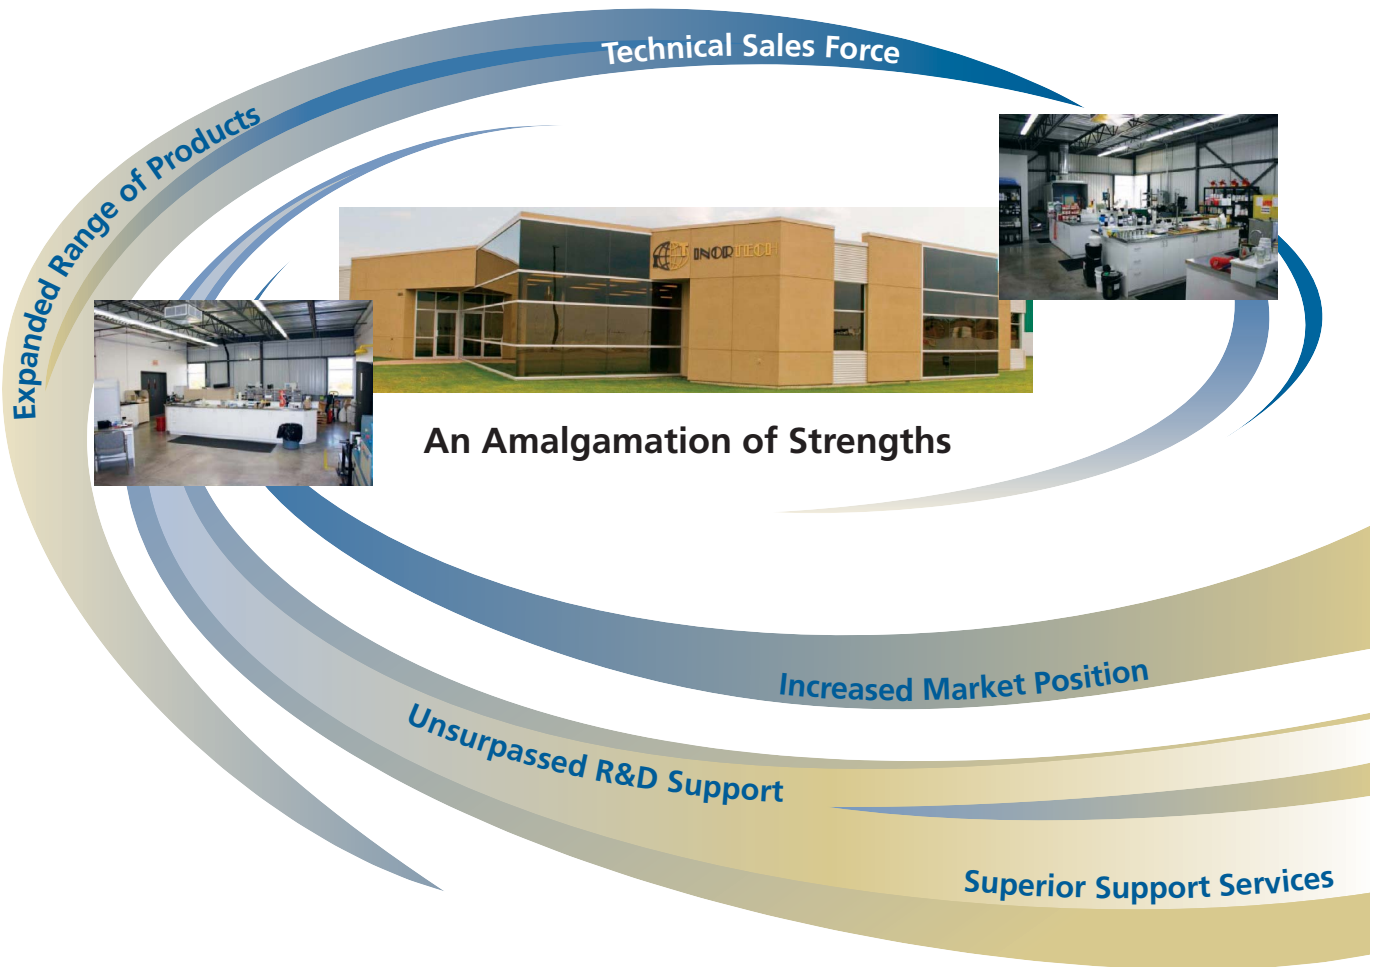 Technical Sales Force
Expanded Range of Products
INORTECH
An Amalgamation of Strengths
Increased Market Position
Unsurpassed R&D Support
Superior Support Services